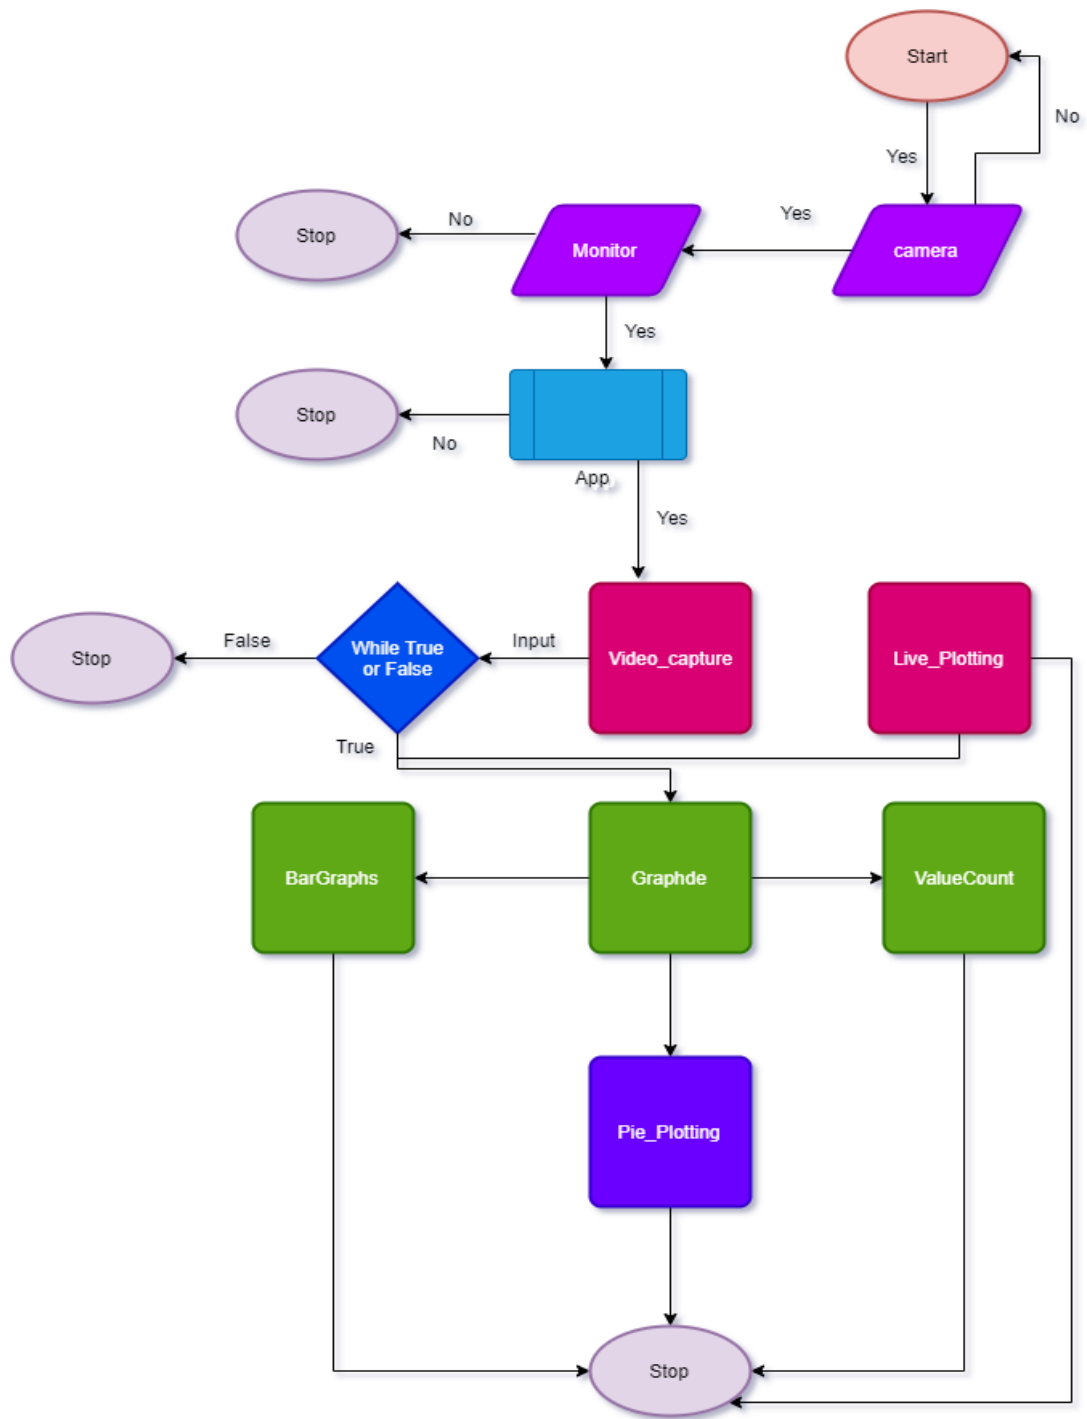 Start
No
Yes
Stop
No
Monitor
Yes
camera
Yes
Stop
No
App
Yes
Stop
False
While True
or False
Input
Video_capture
Live_Plotting
True
BarGraphs
Graphde
ValueCount
Pie_Plotting
Stop